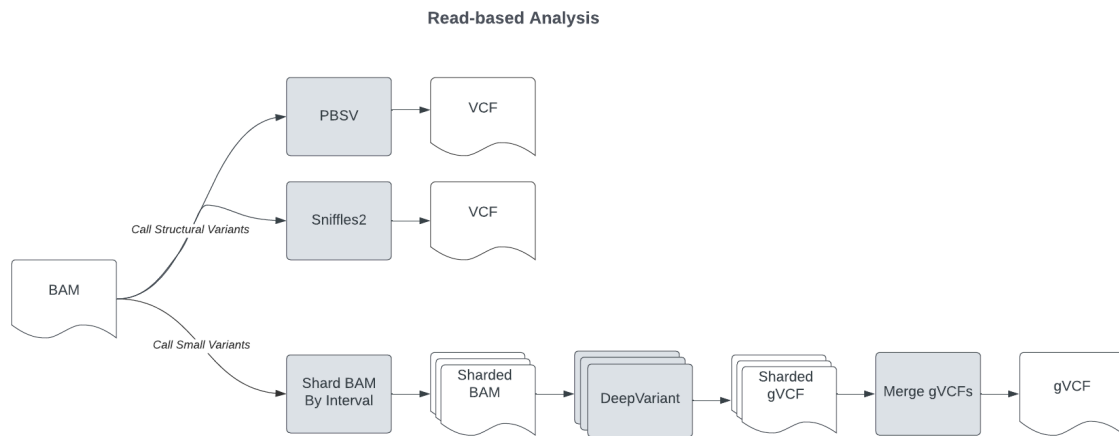 Read-based Analysis
PBSV
VCF
Sniffles2
VCF
Call Structural Variants
BAM
Call Small Variants
Shard BAM
By Interval
Sharded
BAM
DeepVariant
Sharded
gVCF
Merge gVCFs
gVCF